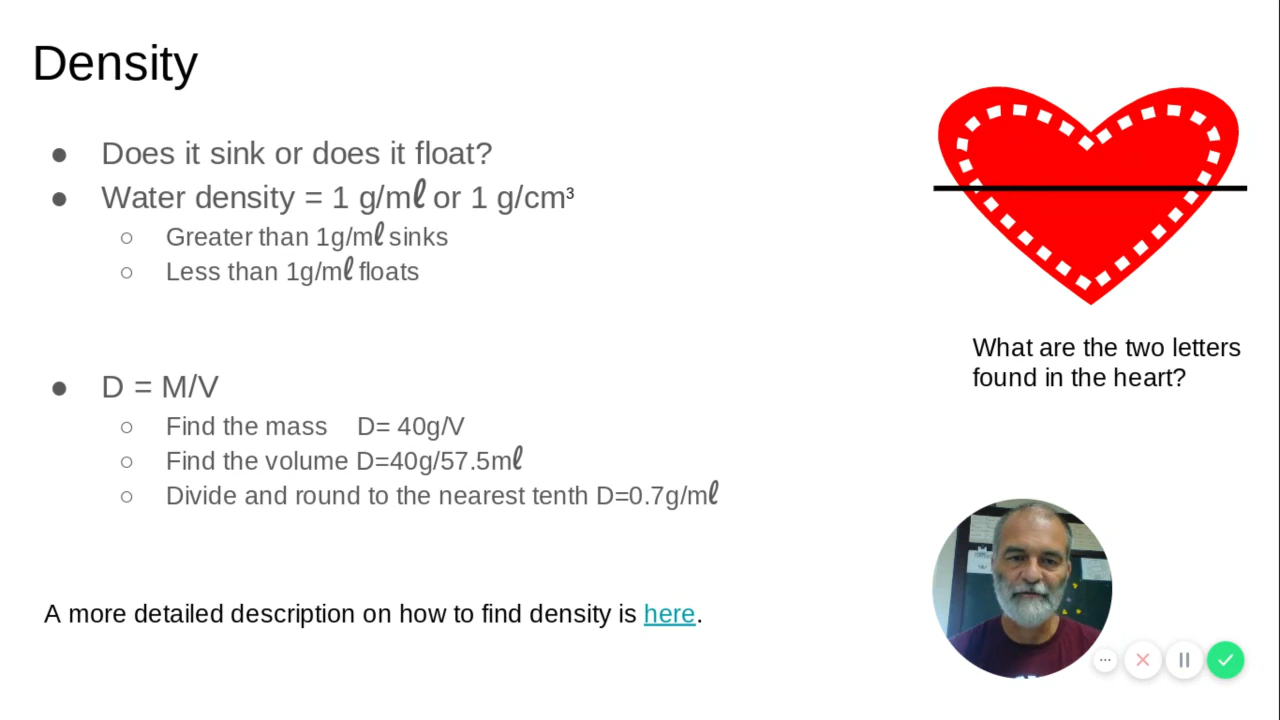 Density
Does it sink or does it float?
Water density = 1 g/mℓ or 1 g/cm³
Greater than 1g/mℓ sinks
Less than 1g/mℓ floats
D = M/V
Find the mass D= 40g/V
Find the volume D=40g/57.5mℓ
Divide and round to the nearest tenth D=0.7g/mℓ
A more detailed description on how to find density is here.
What are the two letters
found in the heart?